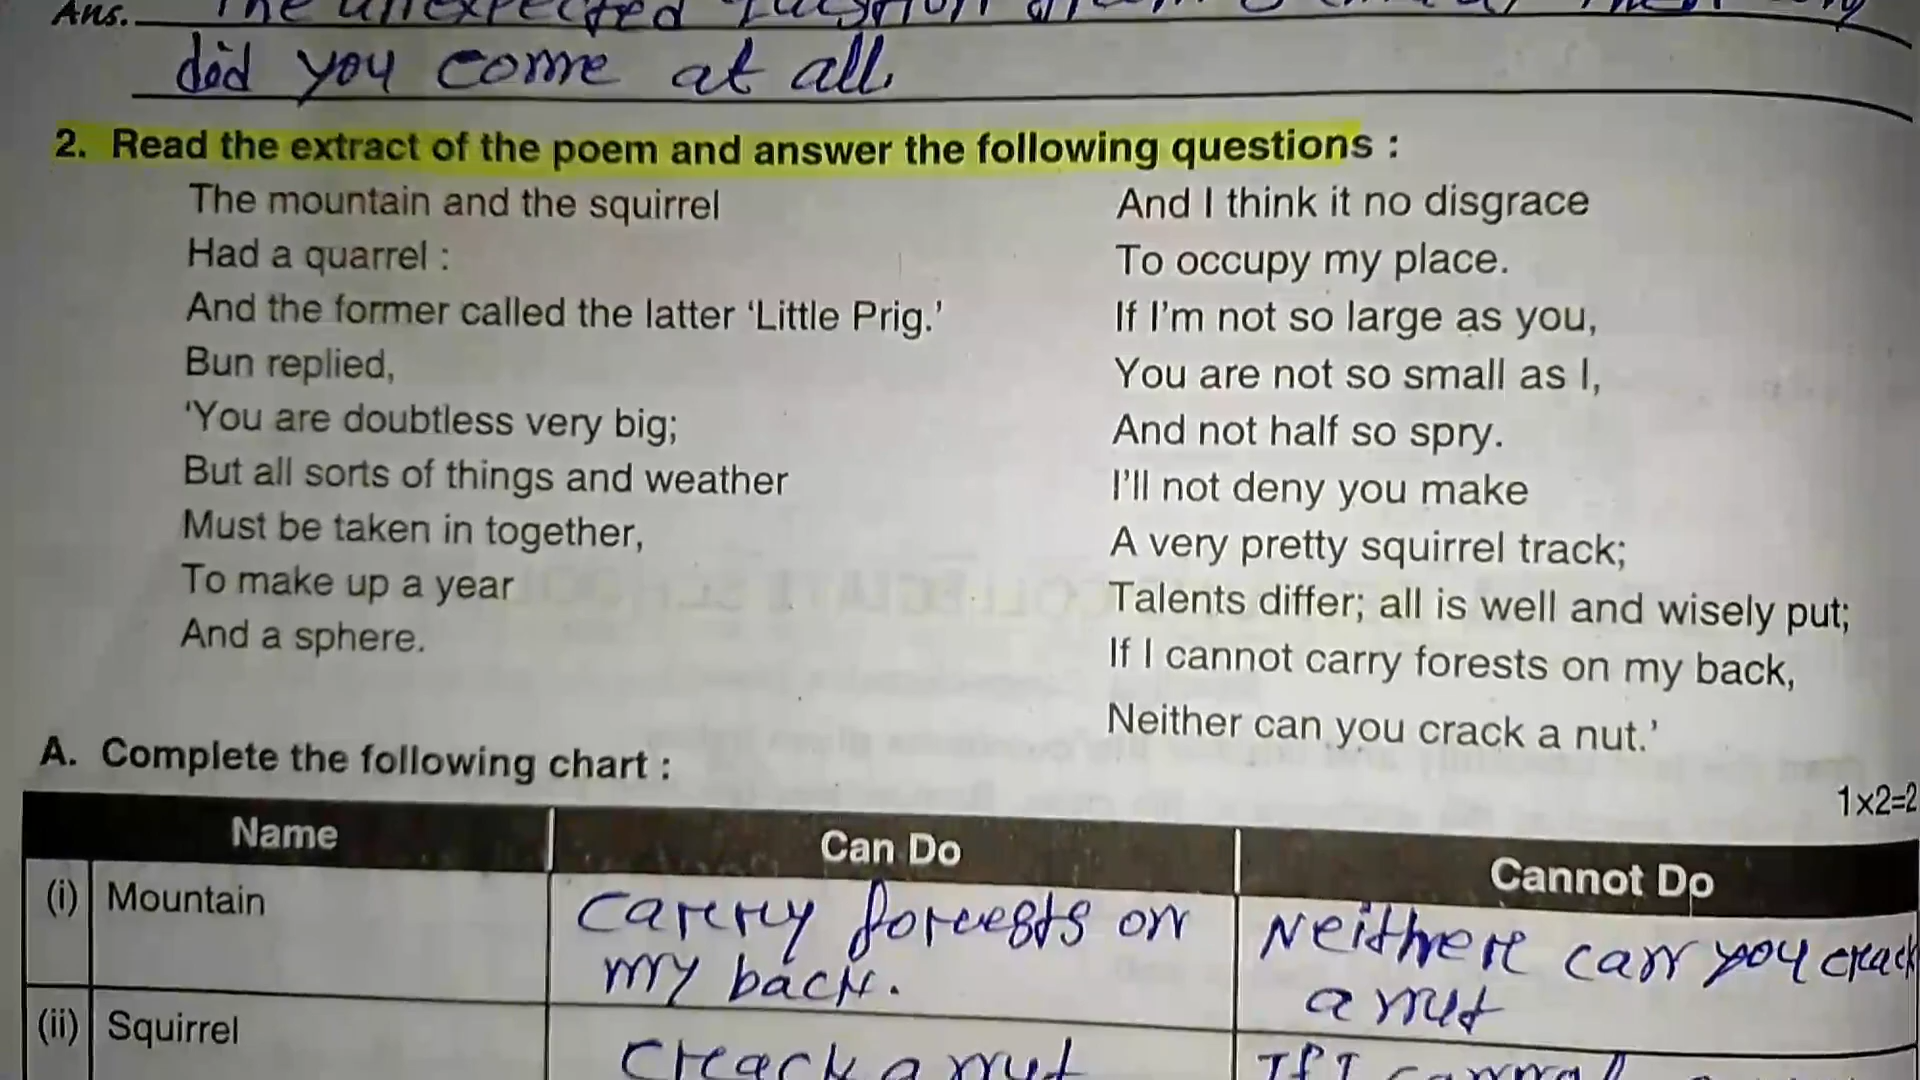 Ans. The unexpected
did you come at all
2. Read the extract of the poem and answer the following questions :
The mountain and the squirrel
Had a quarrel :
And the former called the latter ‘Little Prig.’
Bun replied,
‘You are doubtless very big;
But all sorts of things and weather
Must be taken in together,
To make up a year
And a sphere.
And I think it no disgrace
To occupy my place.
If I'm not so large as you,
You are not so small as I,
And not half so spry.
I'll not deny you make
A very pretty squirrel track;
Talents differ; all is well and wisely put;
If I cannot carry forests on my back,
Neither can you crack a nut.’
A. Complete the following chart :
1x2=2
Name Can Do Cannot Do
(i) Mountain
carry forests on
my back.
Neither can you crack
a nut
(ii) Squirrel
crack a nut
If I cannot